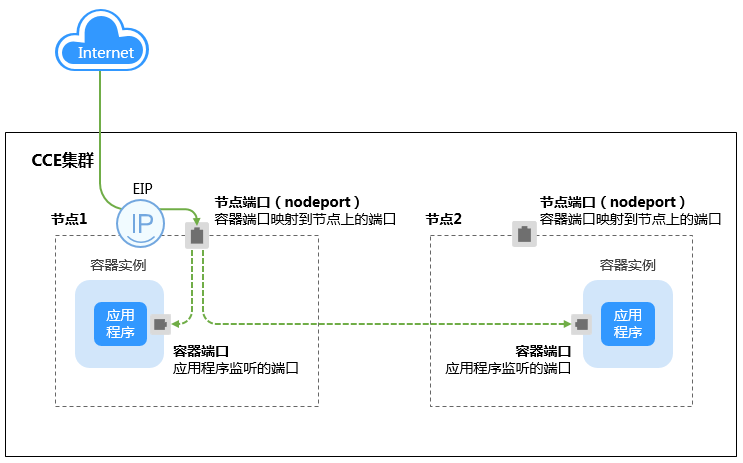 Internet
CCE集群
EIP
IP
节点1
节点端口（nodeport）
容器端口映射到节点上的端口
节点2
节点端口（nodeport）
容器端口映射到节点上的端口
容器实例
应用
程序
容器端口
应用程序监听的端口
容器实例
应用
程序
容器端口
应用程序监听的端口